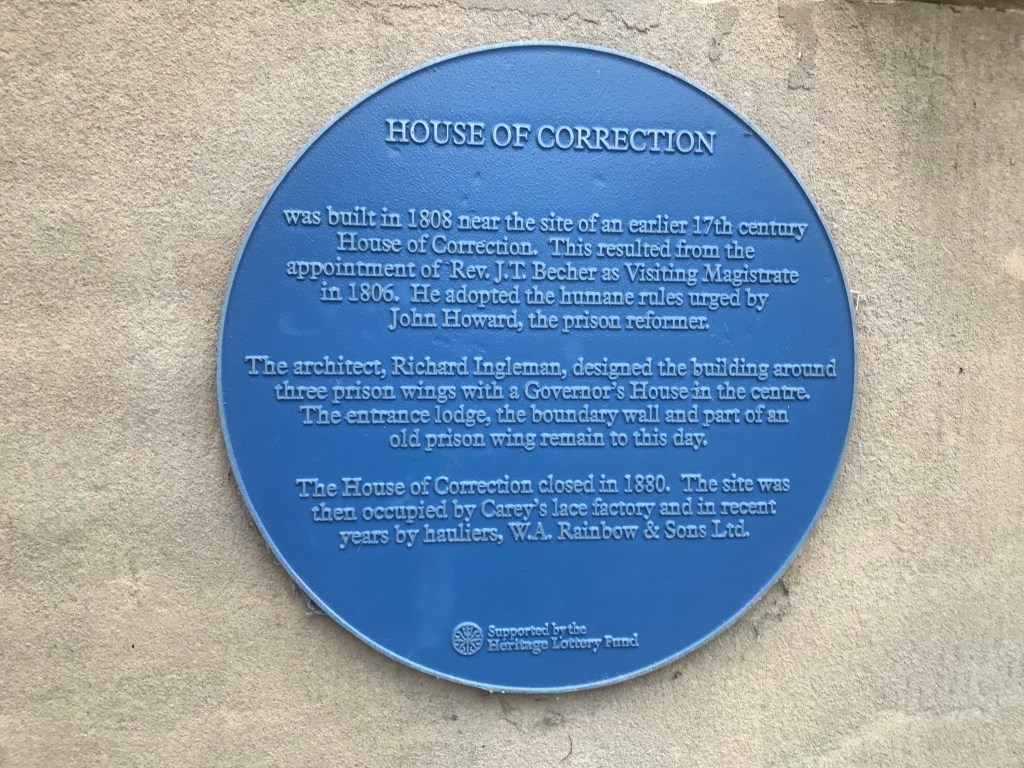 HOUSE OF CORRECTION
was built in 1808 near the site of an earlier 17th century
House of Correction. This resulted from the
appointment of Rev. J.T. Becher as Visiting Magistrate
in 1806. He adopted the humane rules urged by
John Howard, the prison reformer.
The architect, Richard Ingleman, designed the building around
three prison wings with a Governor's House in the centre.
The entrance lodge, the boundary wall and part of an
old prison wing remain to this day.
The House of Correction closed in 1880. The site was
then occupied by Carey's lace factory and in recent
years by hauliers, W.A. Rainbow & Sons Ltd.
Supported by the
Heritage Lottery Fund